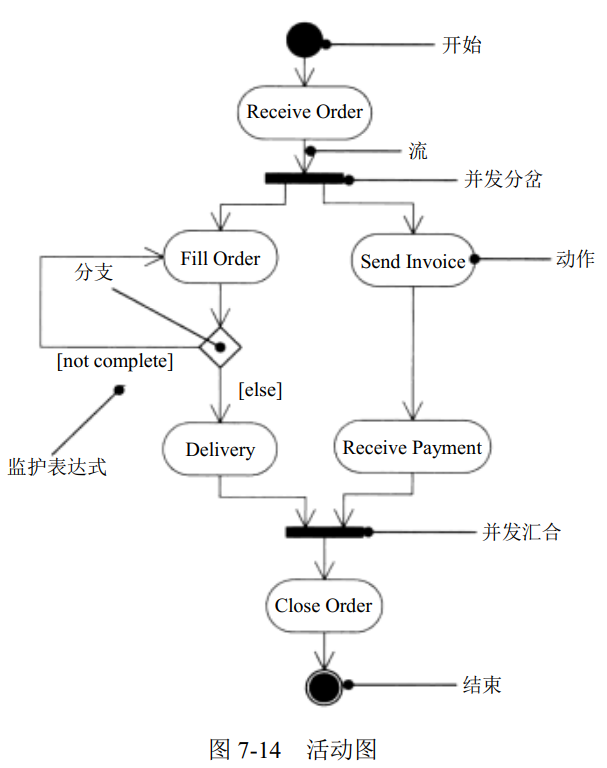 开始
Receive Order
流
并发分岔
Fill Order
Send Invoice
动作
分支
[not complete]
[else]
监护表达式
Delivery
Receive Payment
并发汇合
Close Order
结束
图 7-14 活动图